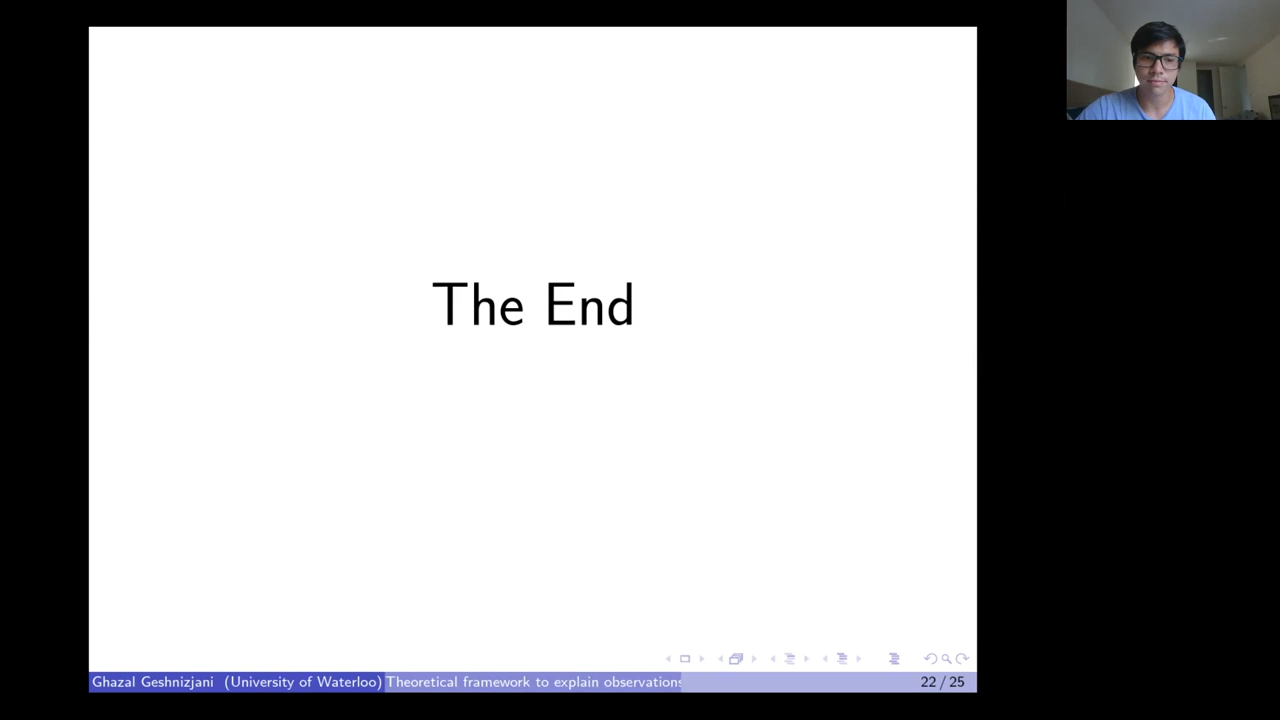 The End
Ghazal Geshnizjani (University of Waterloo) Theoretical framework to explain observations 22 / 25